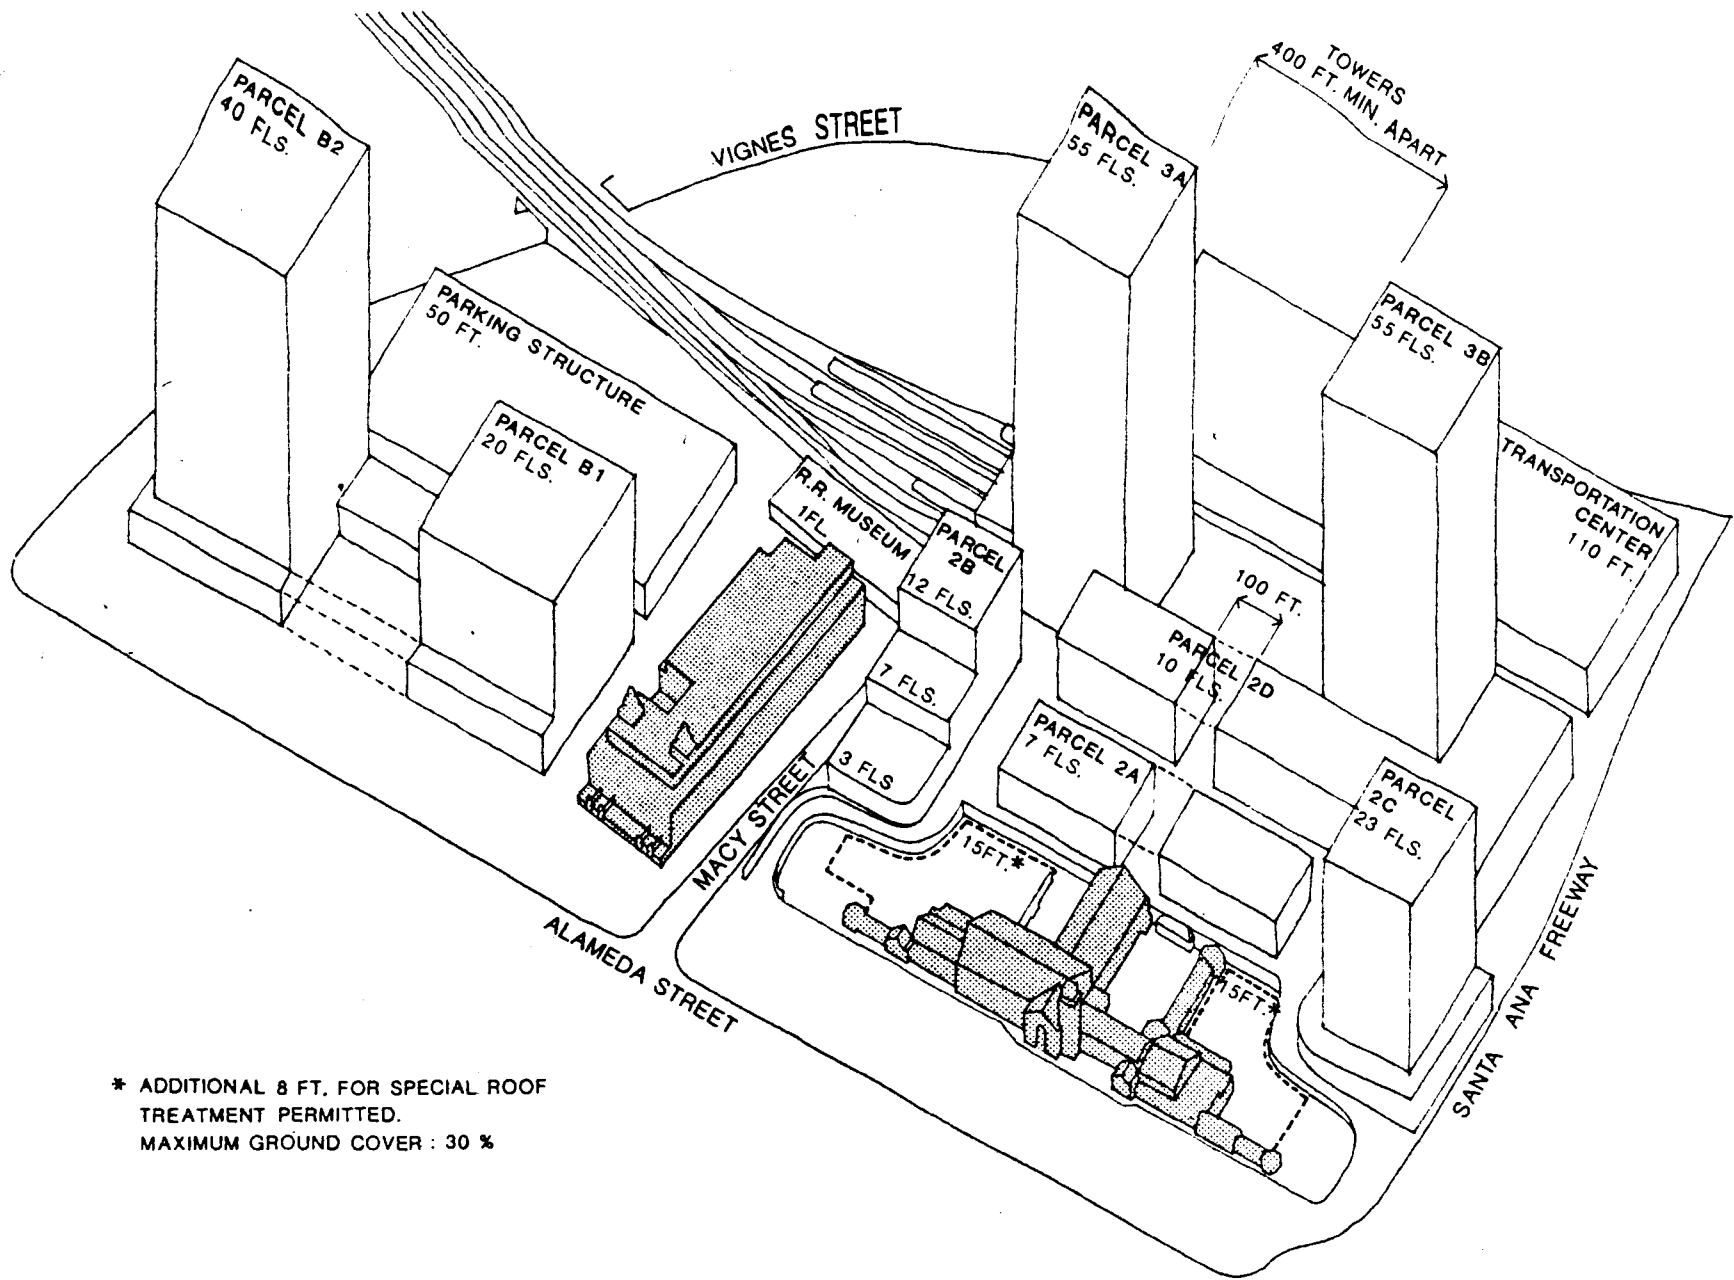 TOWERS
400 FT. MIN. APART
PARCEL B2
40 FLS.
VIGNES STREET
PARCEL 3A
55 FLS.
PARKING STRUCTURE
50 FT.
PARCEL 3B
55 FLS.
PARCEL B1
20 FLS.
R.R. MUSEUM
1FL.
PARCEL
2B
12 FLS.
7 FLS.
3 FLS
TRANSPORTATION
CENTER
110 FT.
100 FT.
PARCEL 2D
10 FLS.
PARCEL 2A
7 FLS.
PARCEL
2C
23 FLS.
MACY STREET
15FT.*
15FT.*
ALAMEDA STREET
SANTA ANA FREEWAY
* ADDITIONAL 8 FT. FOR SPECIAL ROOF
TREATMENT PERMITTED.
MAXIMUM GROUND COVER : 30 %